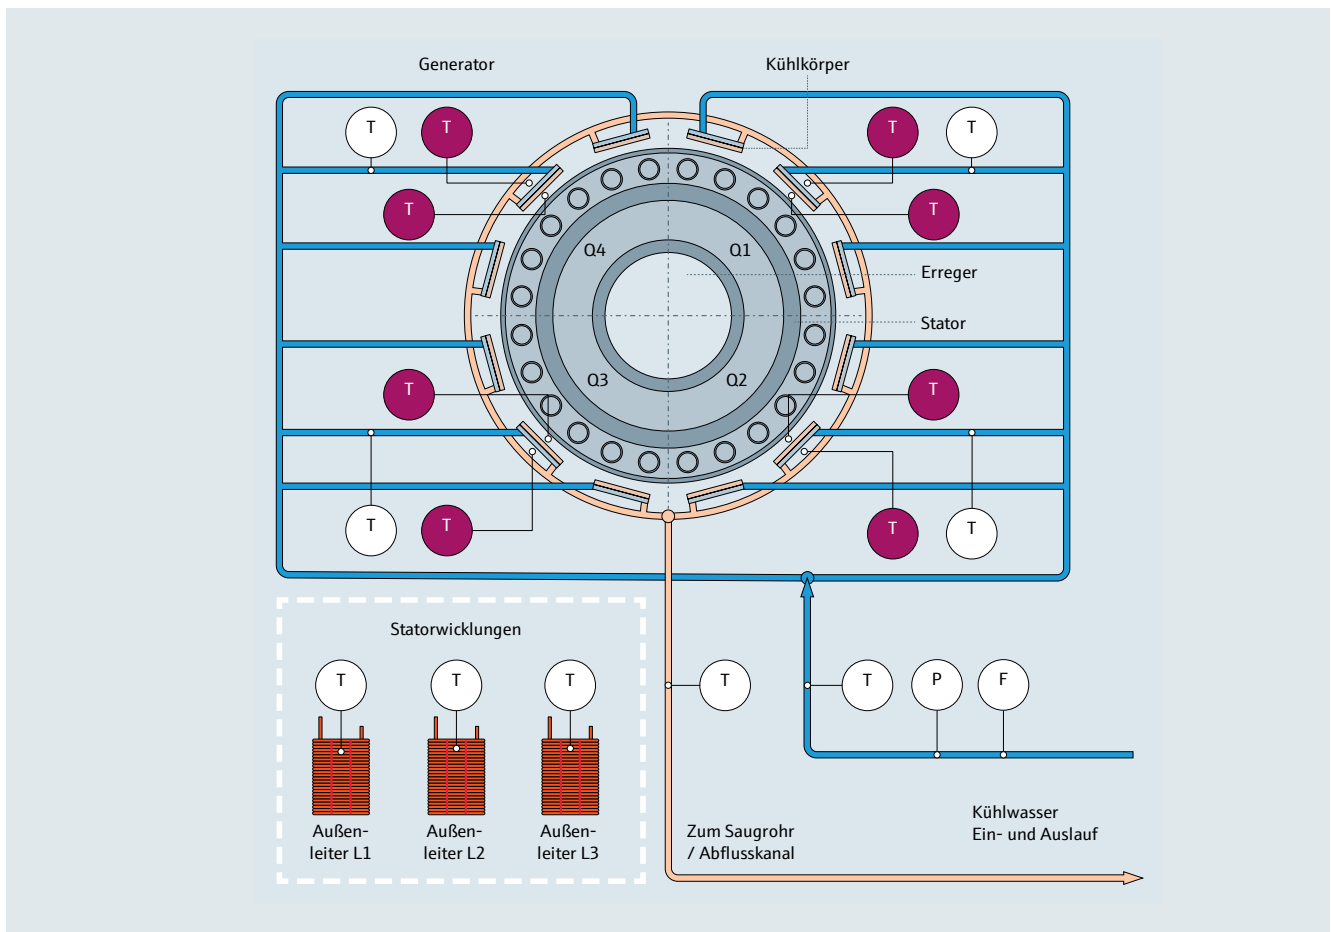 Generator
Kühlkörper
T
T
T
T
T
T
Q4
Q1
Erreger
Stator
Q3
Q2
T
T
T
T
T
T
Statorwicklungen
T
T
T
T
T
P
F
Außen-
leiter L1
Außen-
leiter L2
Außen-
leiter L3
Zum Saugrohr
/ Abflusskanal
Kühlwasser
Ein- und Auslauf